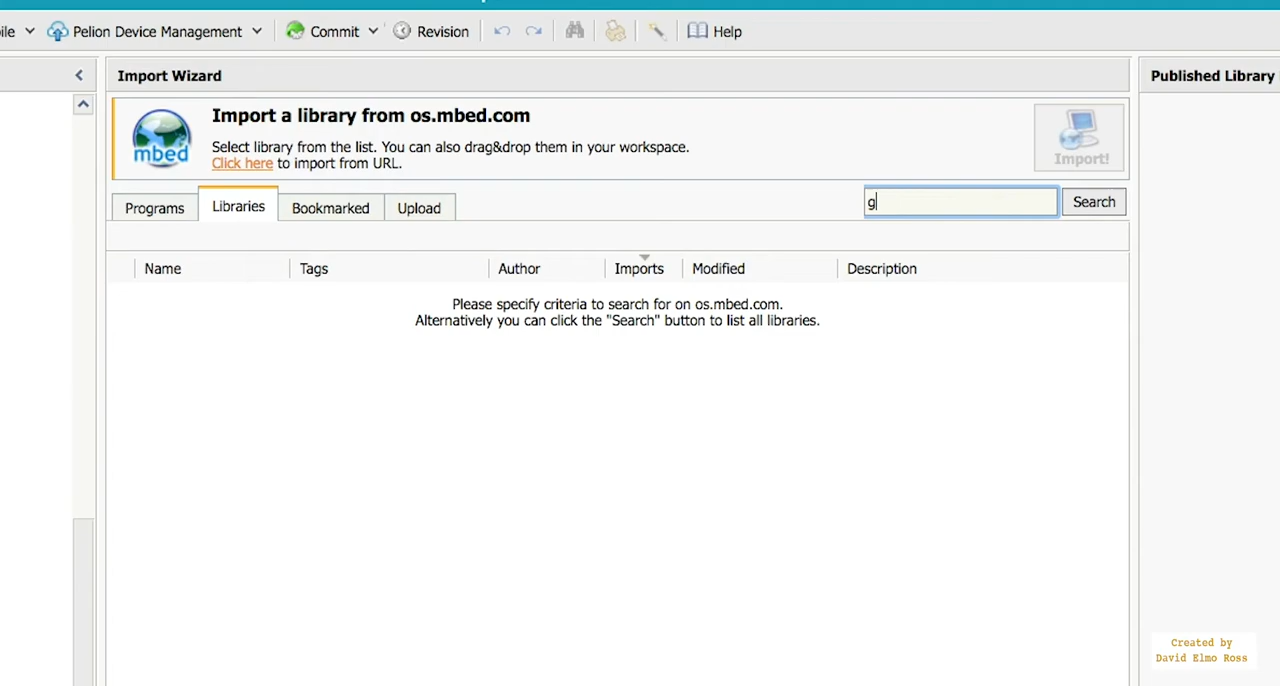 ile Pelion Device Management Commit Revision Help
Import Wizard
Published Library
mbed
Import a library from os.mbed.com
Select library from the list. You can also drag&drop them in your workspace.
Click here to import from URL.
Import!
Programs Libraries Bookmarked Upload
g
Search
Name Tags Author Imports Modified Description
Please specify criteria to search for on os.mbed.com.
Alternatively you can click the "Search" button to list all libraries.
Created by
David Elmo Ross